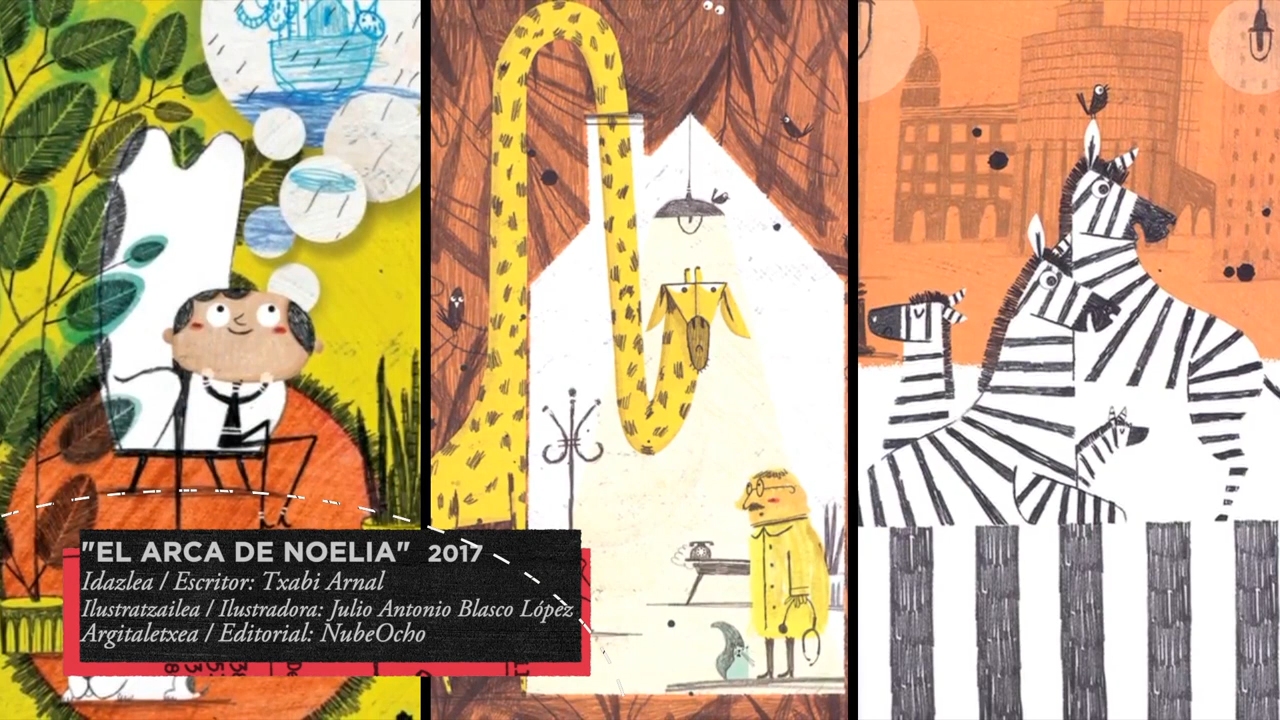 "EL ARCA DE NOELIA" 2017
Idazlea / Escritor: Txabi Arnal
Ilustratzailea / Ilustradora: Julio Antonio Blasco López
Argitaletxea / Editorial: NubeOcho